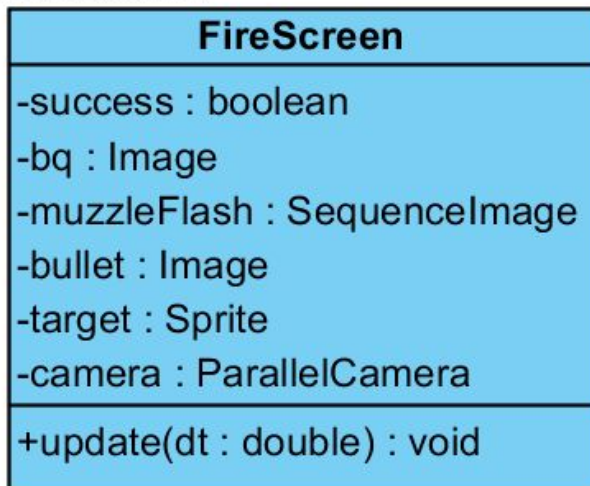 FireScreen
-success : boolean
-bq : Image
-muzzleFlash : SequenceImage
-bullet : Image
-target : Sprite
-camera : ParallelCamera
+update(dt : double) : void